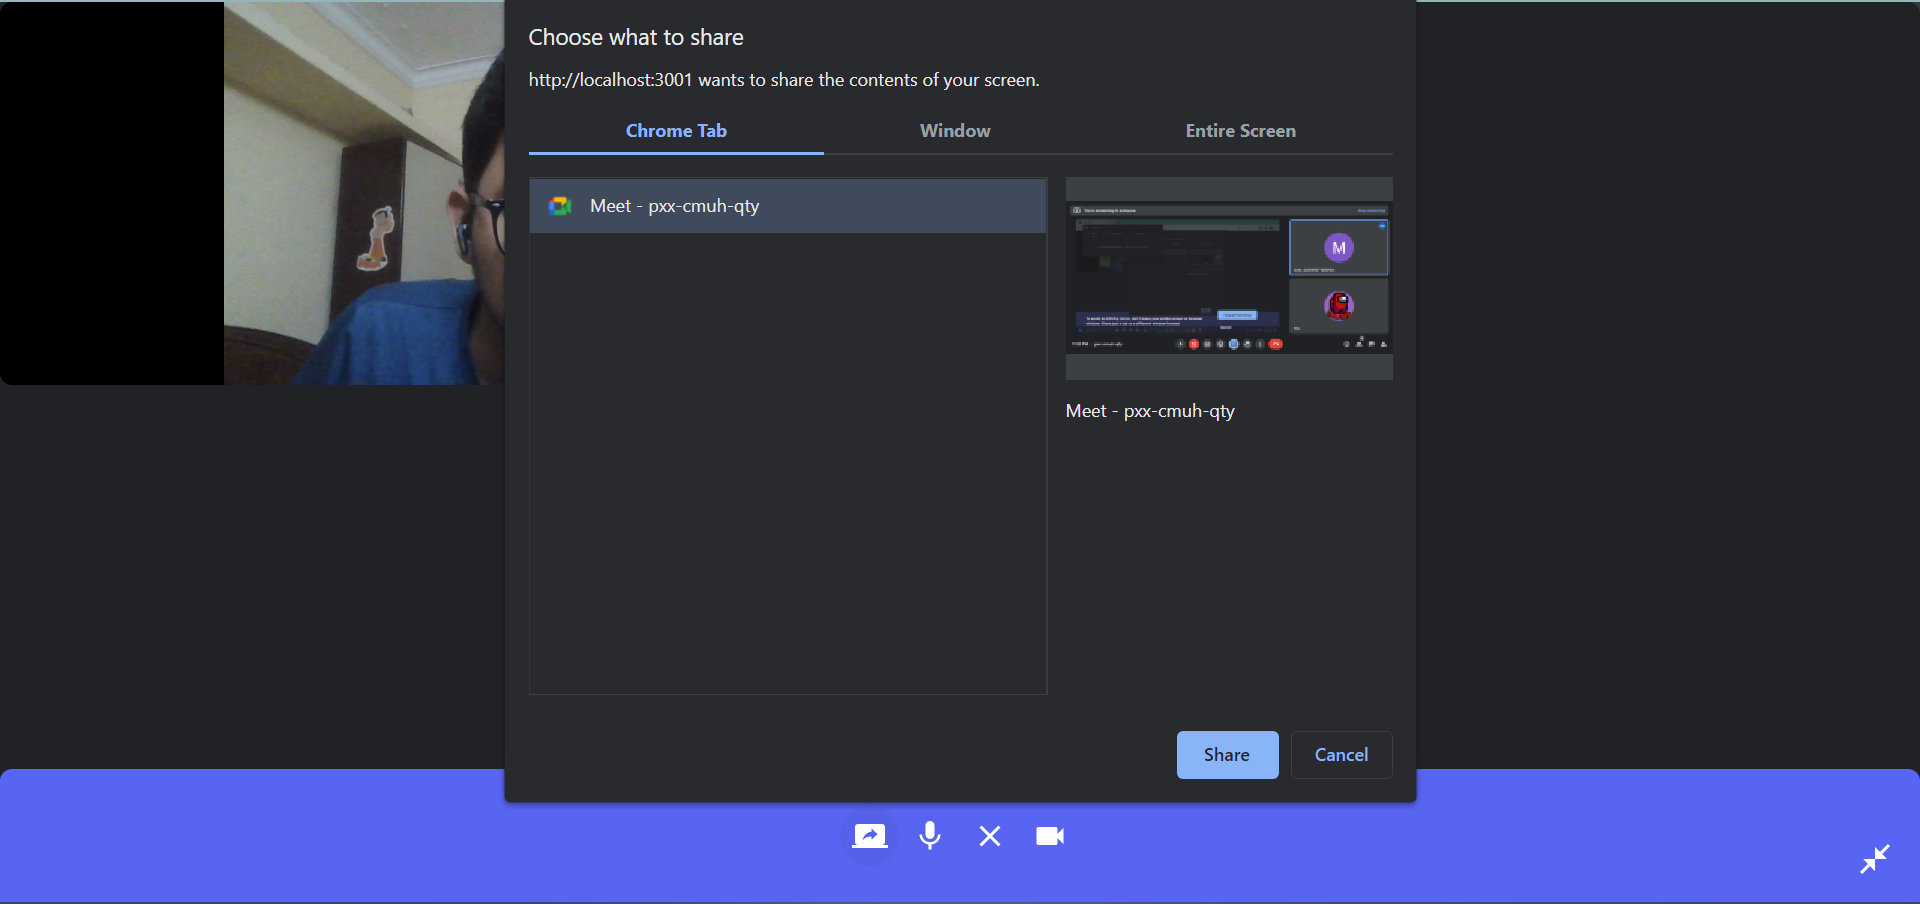 Choose what to share
http://localhost:3001 wants to share the contents of your screen.
Chrome Tab
Window
Entire Screen
Meet - pxx-cmuh-qty
M
Meet - pxx-cmuh-qty
Share
Cancel